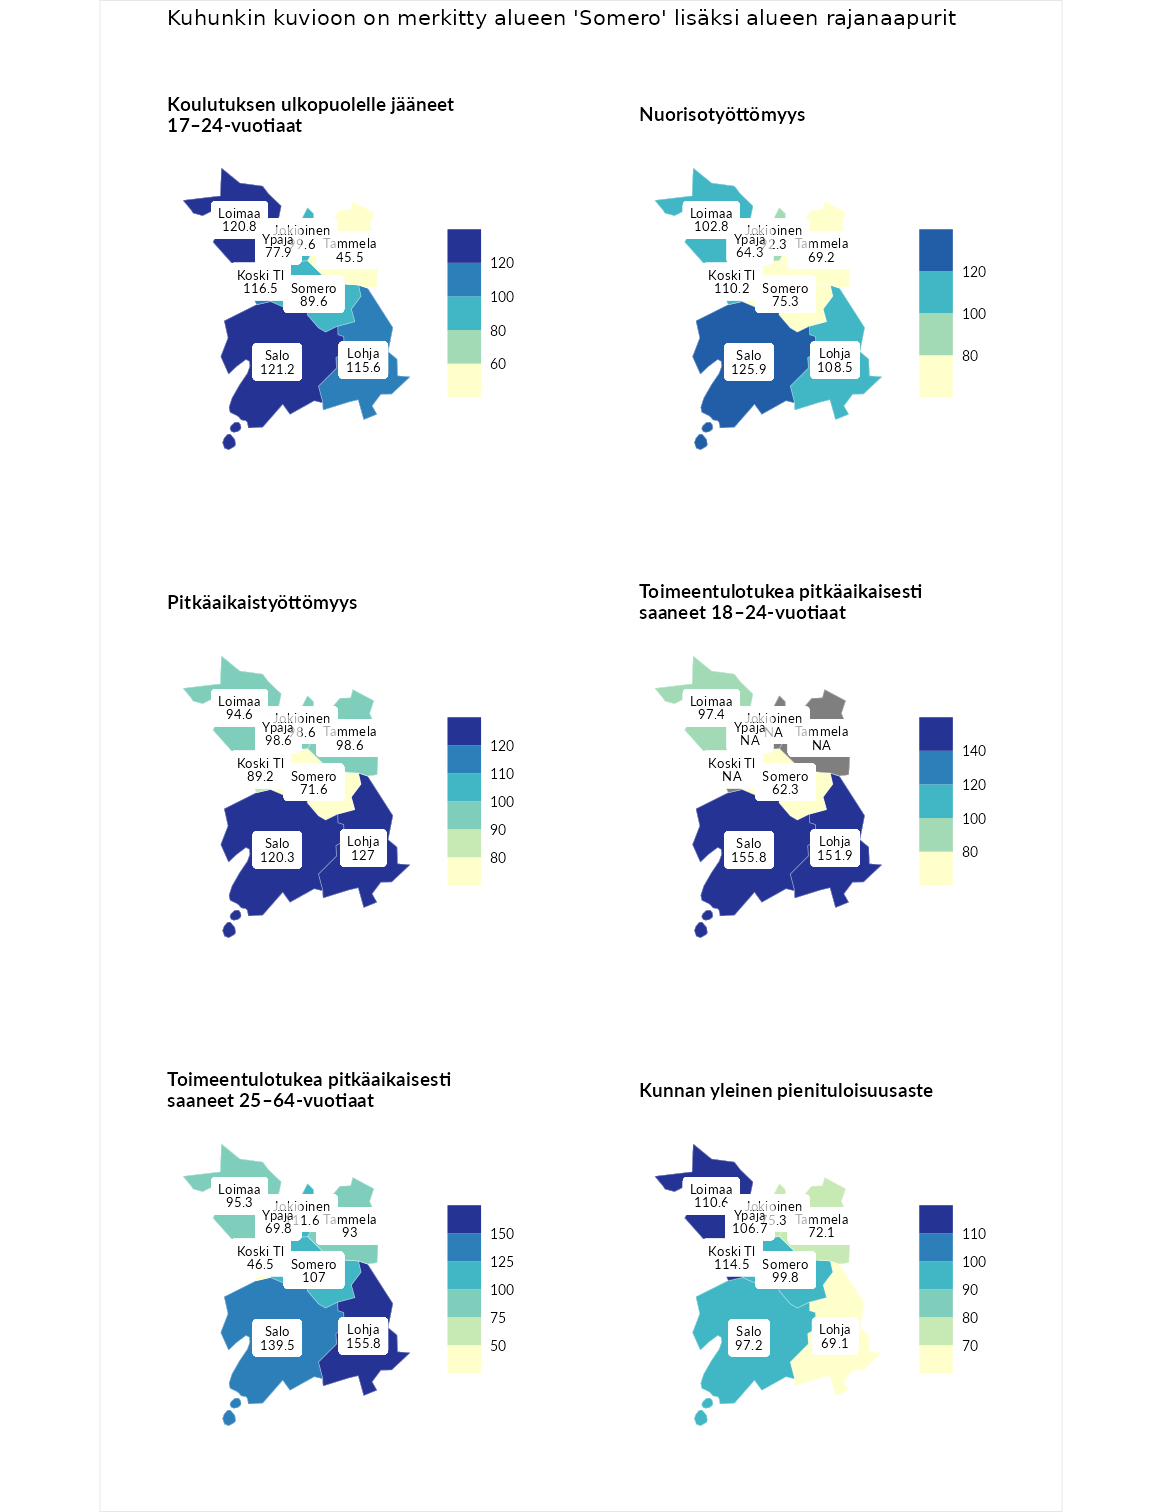 Kuhunkin kuvioon on merkitty alueen 'Somero' lisäksi alueen rajanaapurit
Koulutuksen ulkopuolelle jääneet
17–24-vuotiaat
Loimaa
120.8
Jokioinen
Ypäjä
77.9
Tammela
45.5
Koski Tl
116.5
Somero
89.6
Salo
121.2
Lohja
115.6
120
100
80
60
Nuorisotyöttömyys
Loimaa
102.8
Jokioinen
Ypäjä
64.3
Tammela
69.2
Koski Tl
110.2
Somero
75.3
Salo
125.9
Lohja
108.5
120
100
80
Pitkäaikaistyöttömyys
Loimaa
94.6
Jokioinen
Ypäjä
98.6
Tammela
98.6
Koski Tl
89.2
Somero
71.6
Salo
120.3
Lohja
127
120
110
100
90
80
Toimeentulotukea pitkäaikaisesti
saaneet 18–24-vuotiaat
Loimaa
97.4
Jokioinen
NA
Ypäjä
NA
Tammela
NA
Koski Tl
NA
Somero
62.3
Salo
155.8
Lohja
151.9
140
120
100
80
Toimeentulotukea pitkäaikaisesti
saaneet 25–64-vuotiaat
Loimaa
95.3
Jokioinen
Ypäjä
69.8
Tammela
93
Koski Tl
46.5
Somero
107
Salo
139.5
Lohja
155.8
150
125
100
75
50
Kunnan yleinen pienituloisuusaste
Loimaa
110.6
Jokioinen
Ypäjä
106.7
Tammela
72.1
Koski Tl
114.5
Somero
99.8
Salo
97.2
Lohja
69.1
110
100
90
80
70